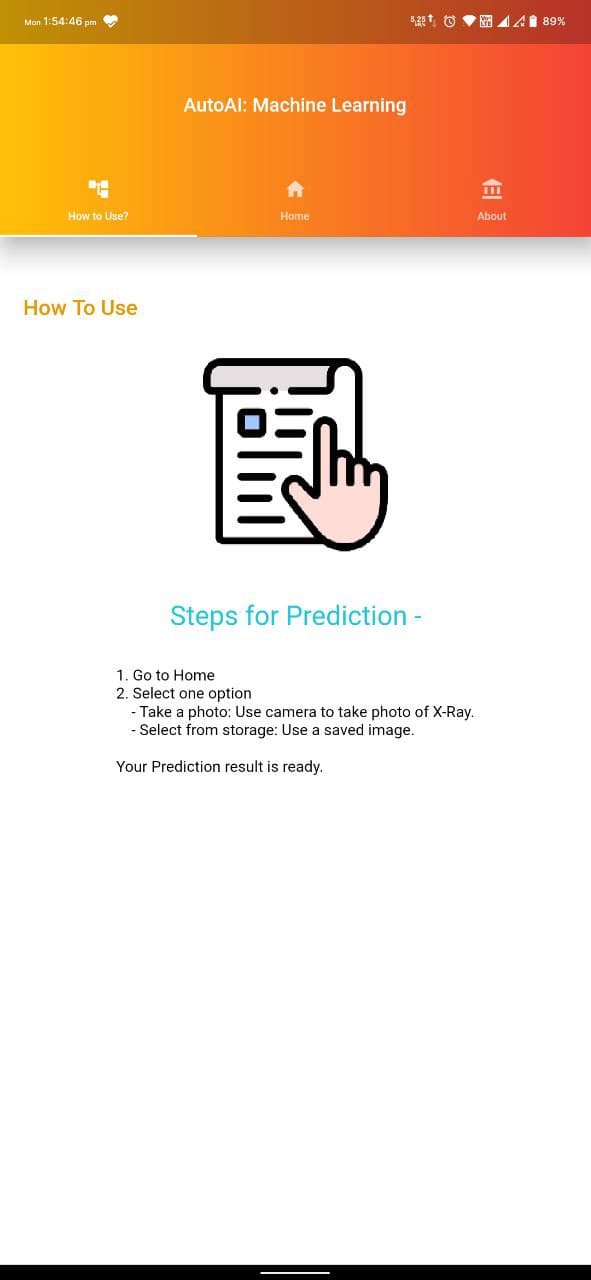 Mon 1:54:46 pm
5.25
89%
AutoAI: Machine Learning
How to Use?
Home
About
How To Use
Steps for Prediction -
1. Go to Home
2. Select one option
- Take a photo: Use camera to take photo of X-Ray.
- Select from storage: Use a saved image.
Your Prediction result is ready.